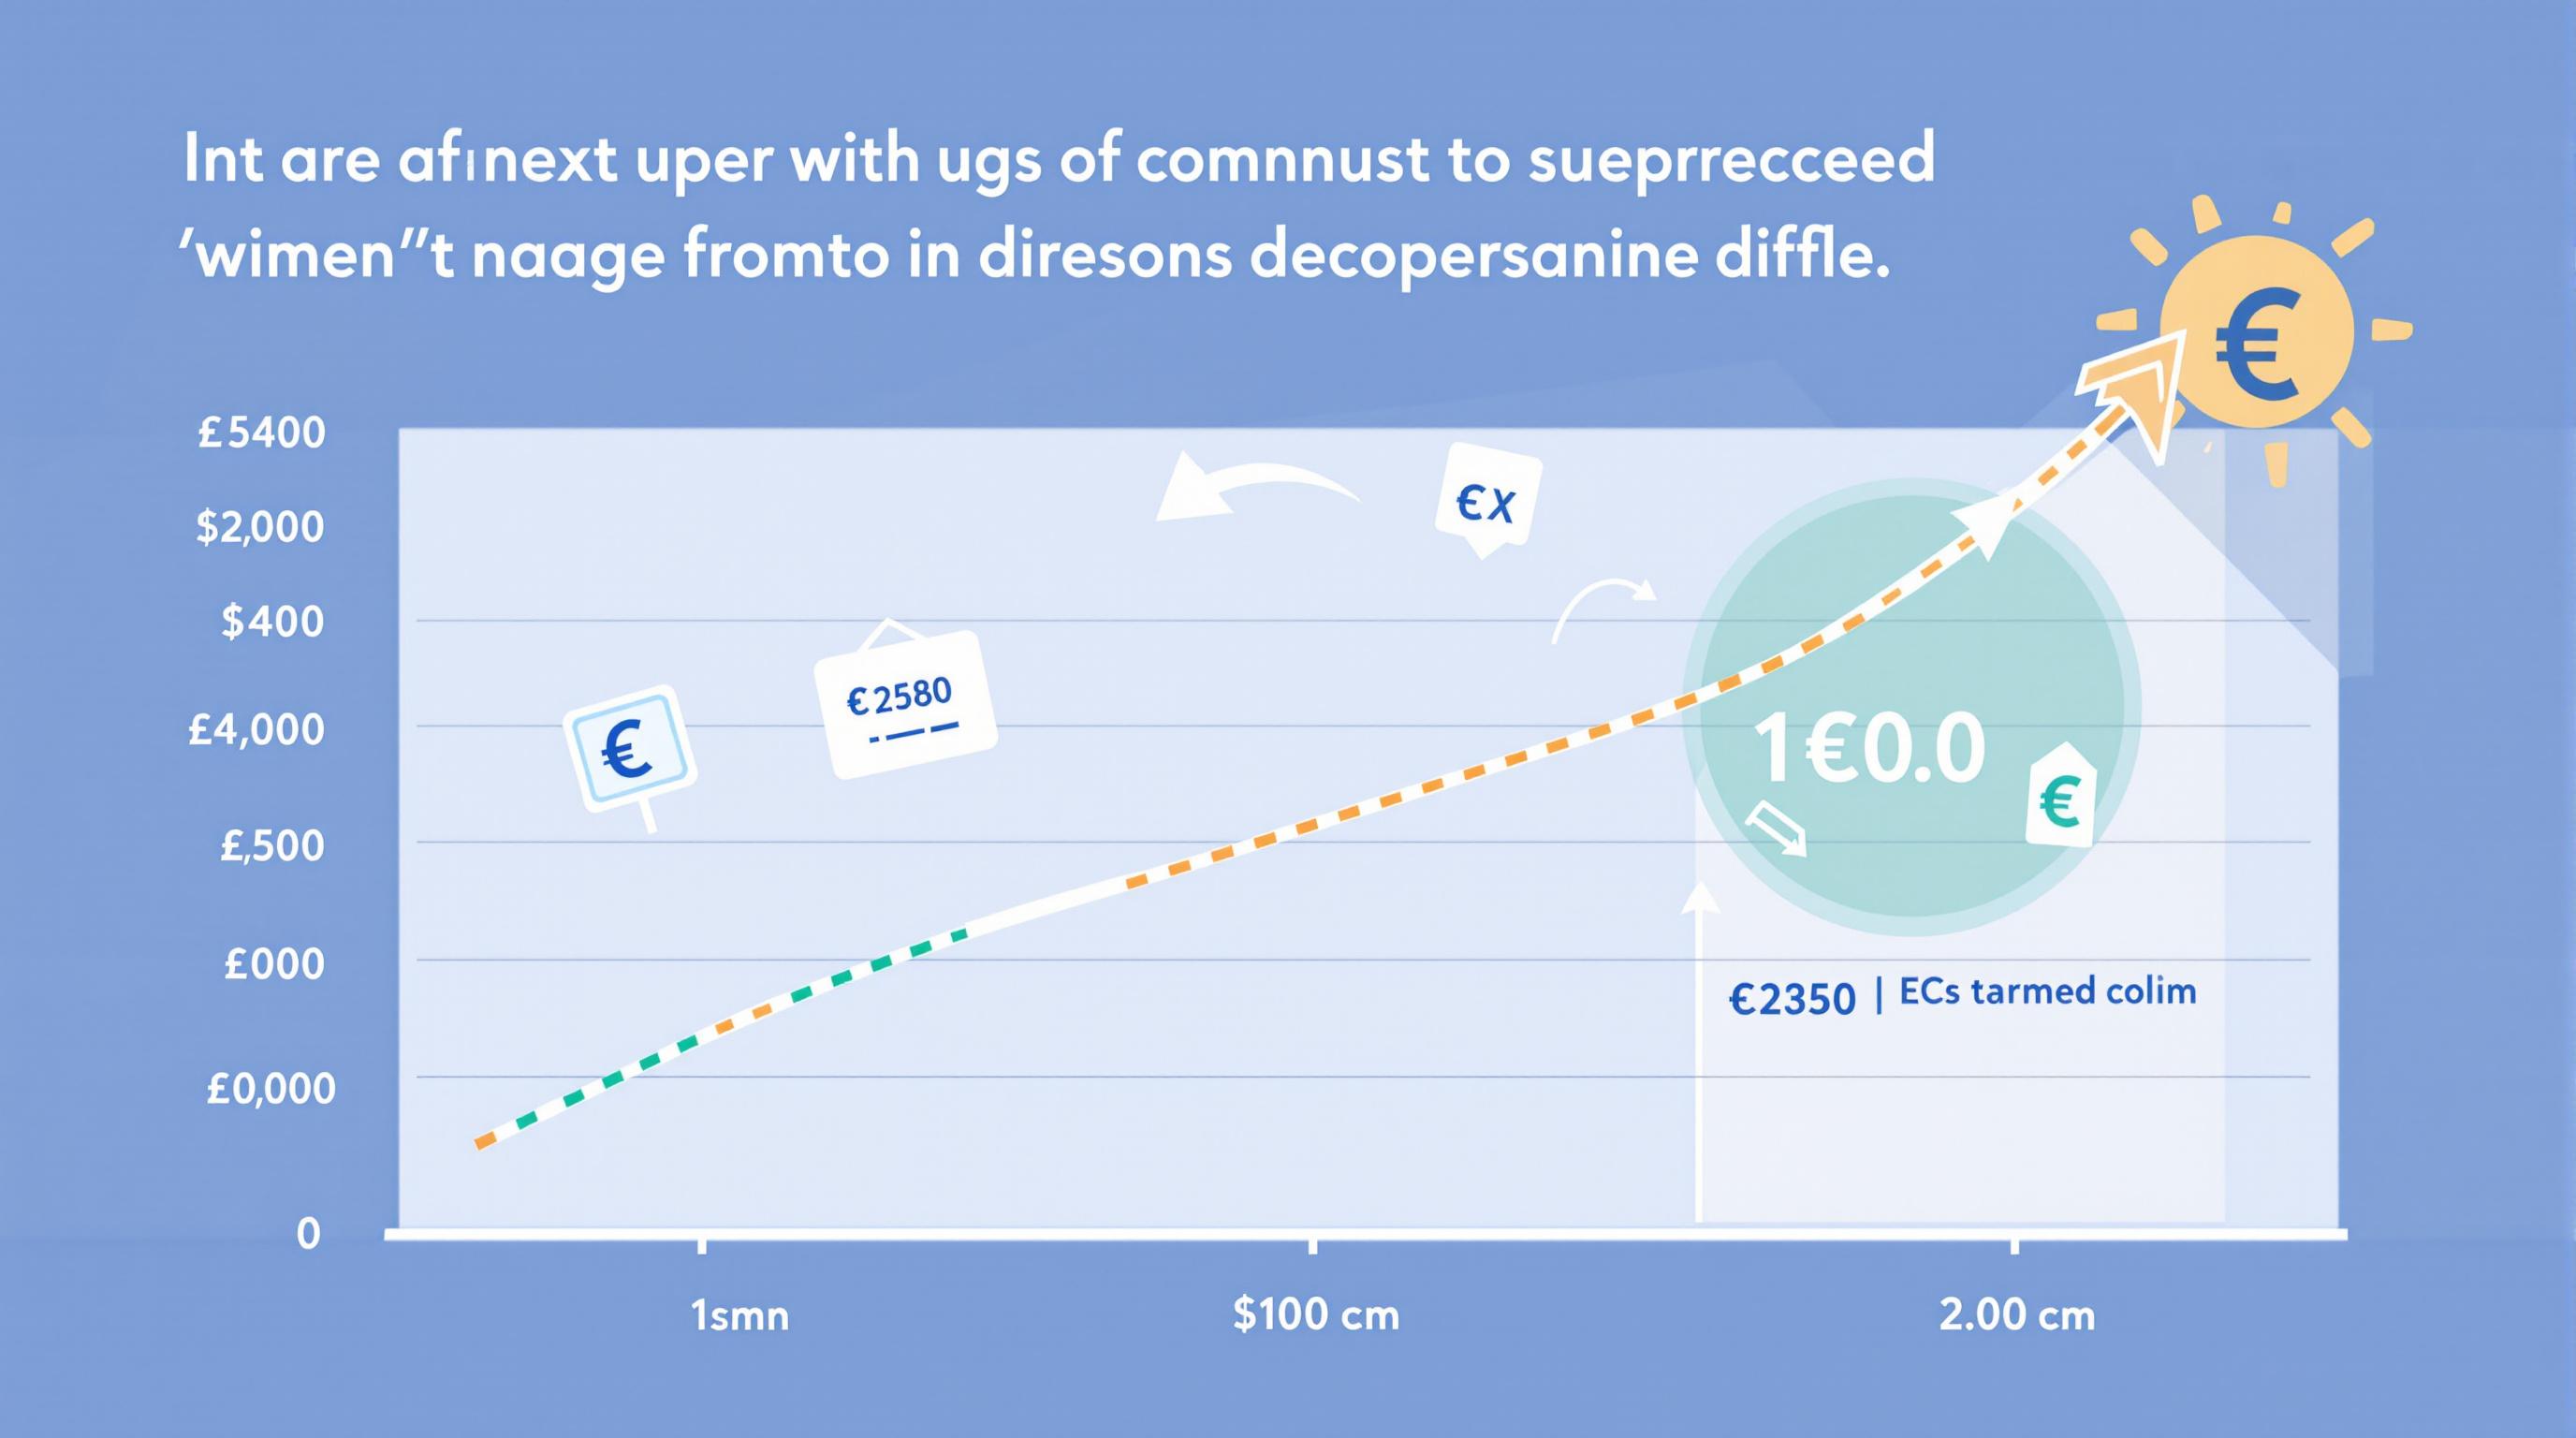 Int are afınext uper with ugs of comnnust to sueprrecceed
'wimen"t naage fromto in diresons decopersanine diffle.
€
£5400
$2,000
$400
£4,000
£,500
£000
£0,000
0
€X
€2580
€
1€0.0
€
€2350 | ECs tarmed colim
1smn
$100 cm
2.00 cm